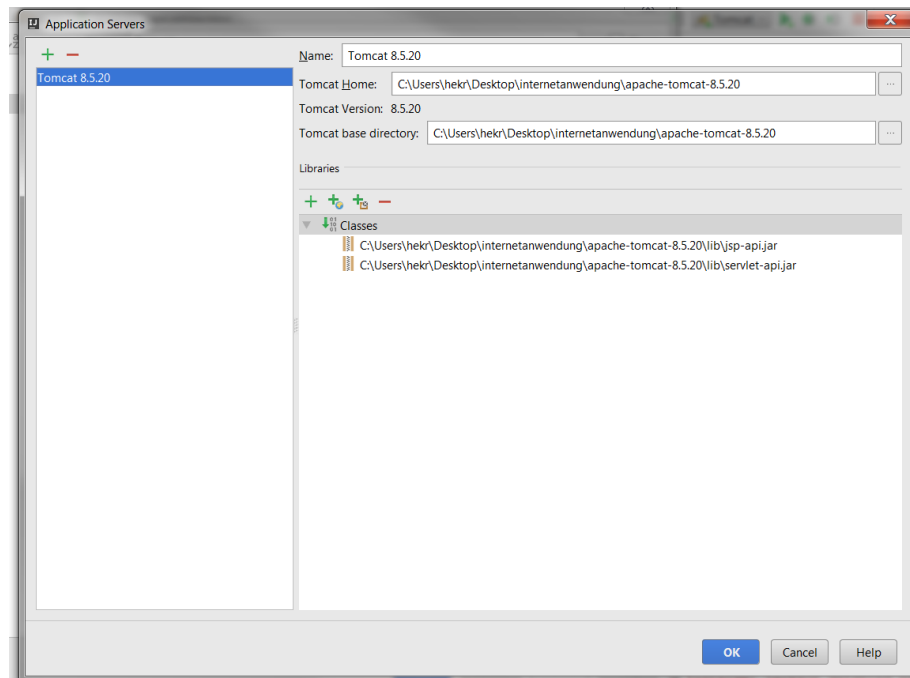 Application Servers
Name: Tomcat 8.5.20
Tomcat 8.5.20
Tomcat Home: C:\Users\hekr\Desktop\internetanwendung\apache-tomcat-8.5.20 ...
Tomcat Version: 8.5.20
Tomcat base directory: C:\Users\hekr\Desktop\internetanwendung\apache-tomcat-8.5.20 ...
Libraries
Classes
C:\Users\hekr\Desktop\internetanwendung\apache-tomcat-8.5.20\lib\jsp-api.jar
C:\Users\hekr\Desktop\internetanwendung\apache-tomcat-8.5.20\lib\servlet-api.jar
OK Cancel Help